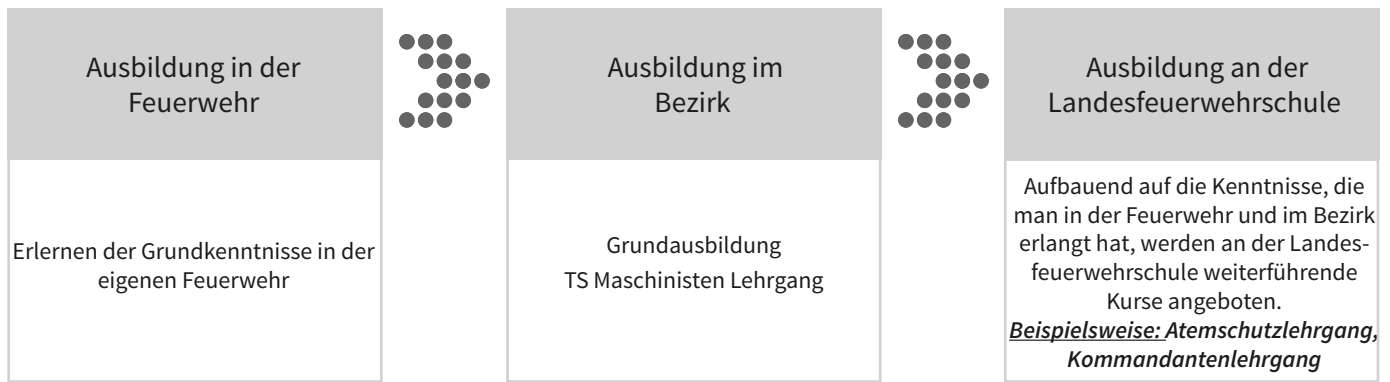 Ausbildung in der
Feuerwehr
Erlernen der Grundkenntnisse in der
eigenen Feuerwehr
Ausbildung im
Bezirk
Grundausbildung
TS Maschinisten Lehrgang
Ausbildung an der
Landesfeuerwehrschule
Aufbauend auf die Kenntnisse, die
man in der Feuerwehr und im Bezirk
erlangt hat, werden an der Landes-
feuerwehrschule weiterführende
Kurse angeboten.
Beispielsweise: Atemschutzlehrgang,
Kommandantenlehrgang